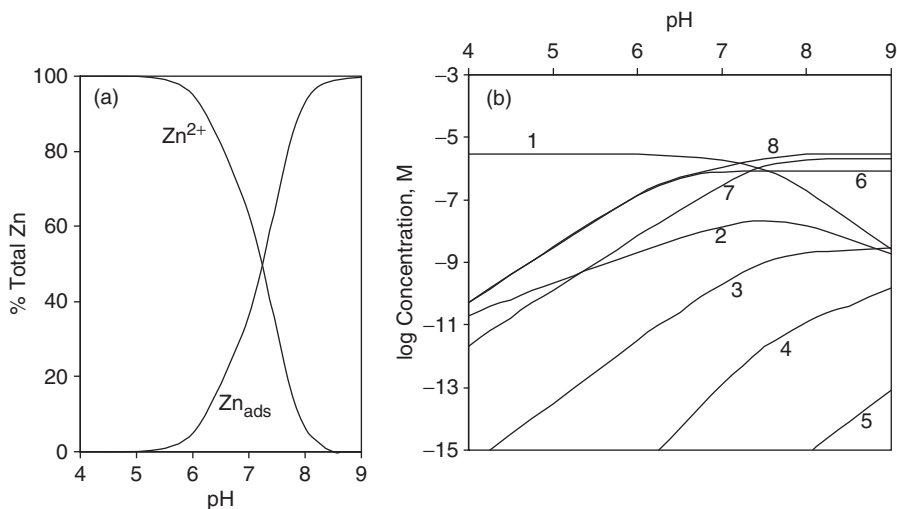 (a)
100
80
60
40
20
0
% Total Zn
Zn2+
Znads
4 5 6 7 8 9
pH
pH
4 5 6 7 8 9
(b)
−3
−5
−7
−9
−11
−13
−15
log Concentration, M
1
8
7
6
2
3
4
5